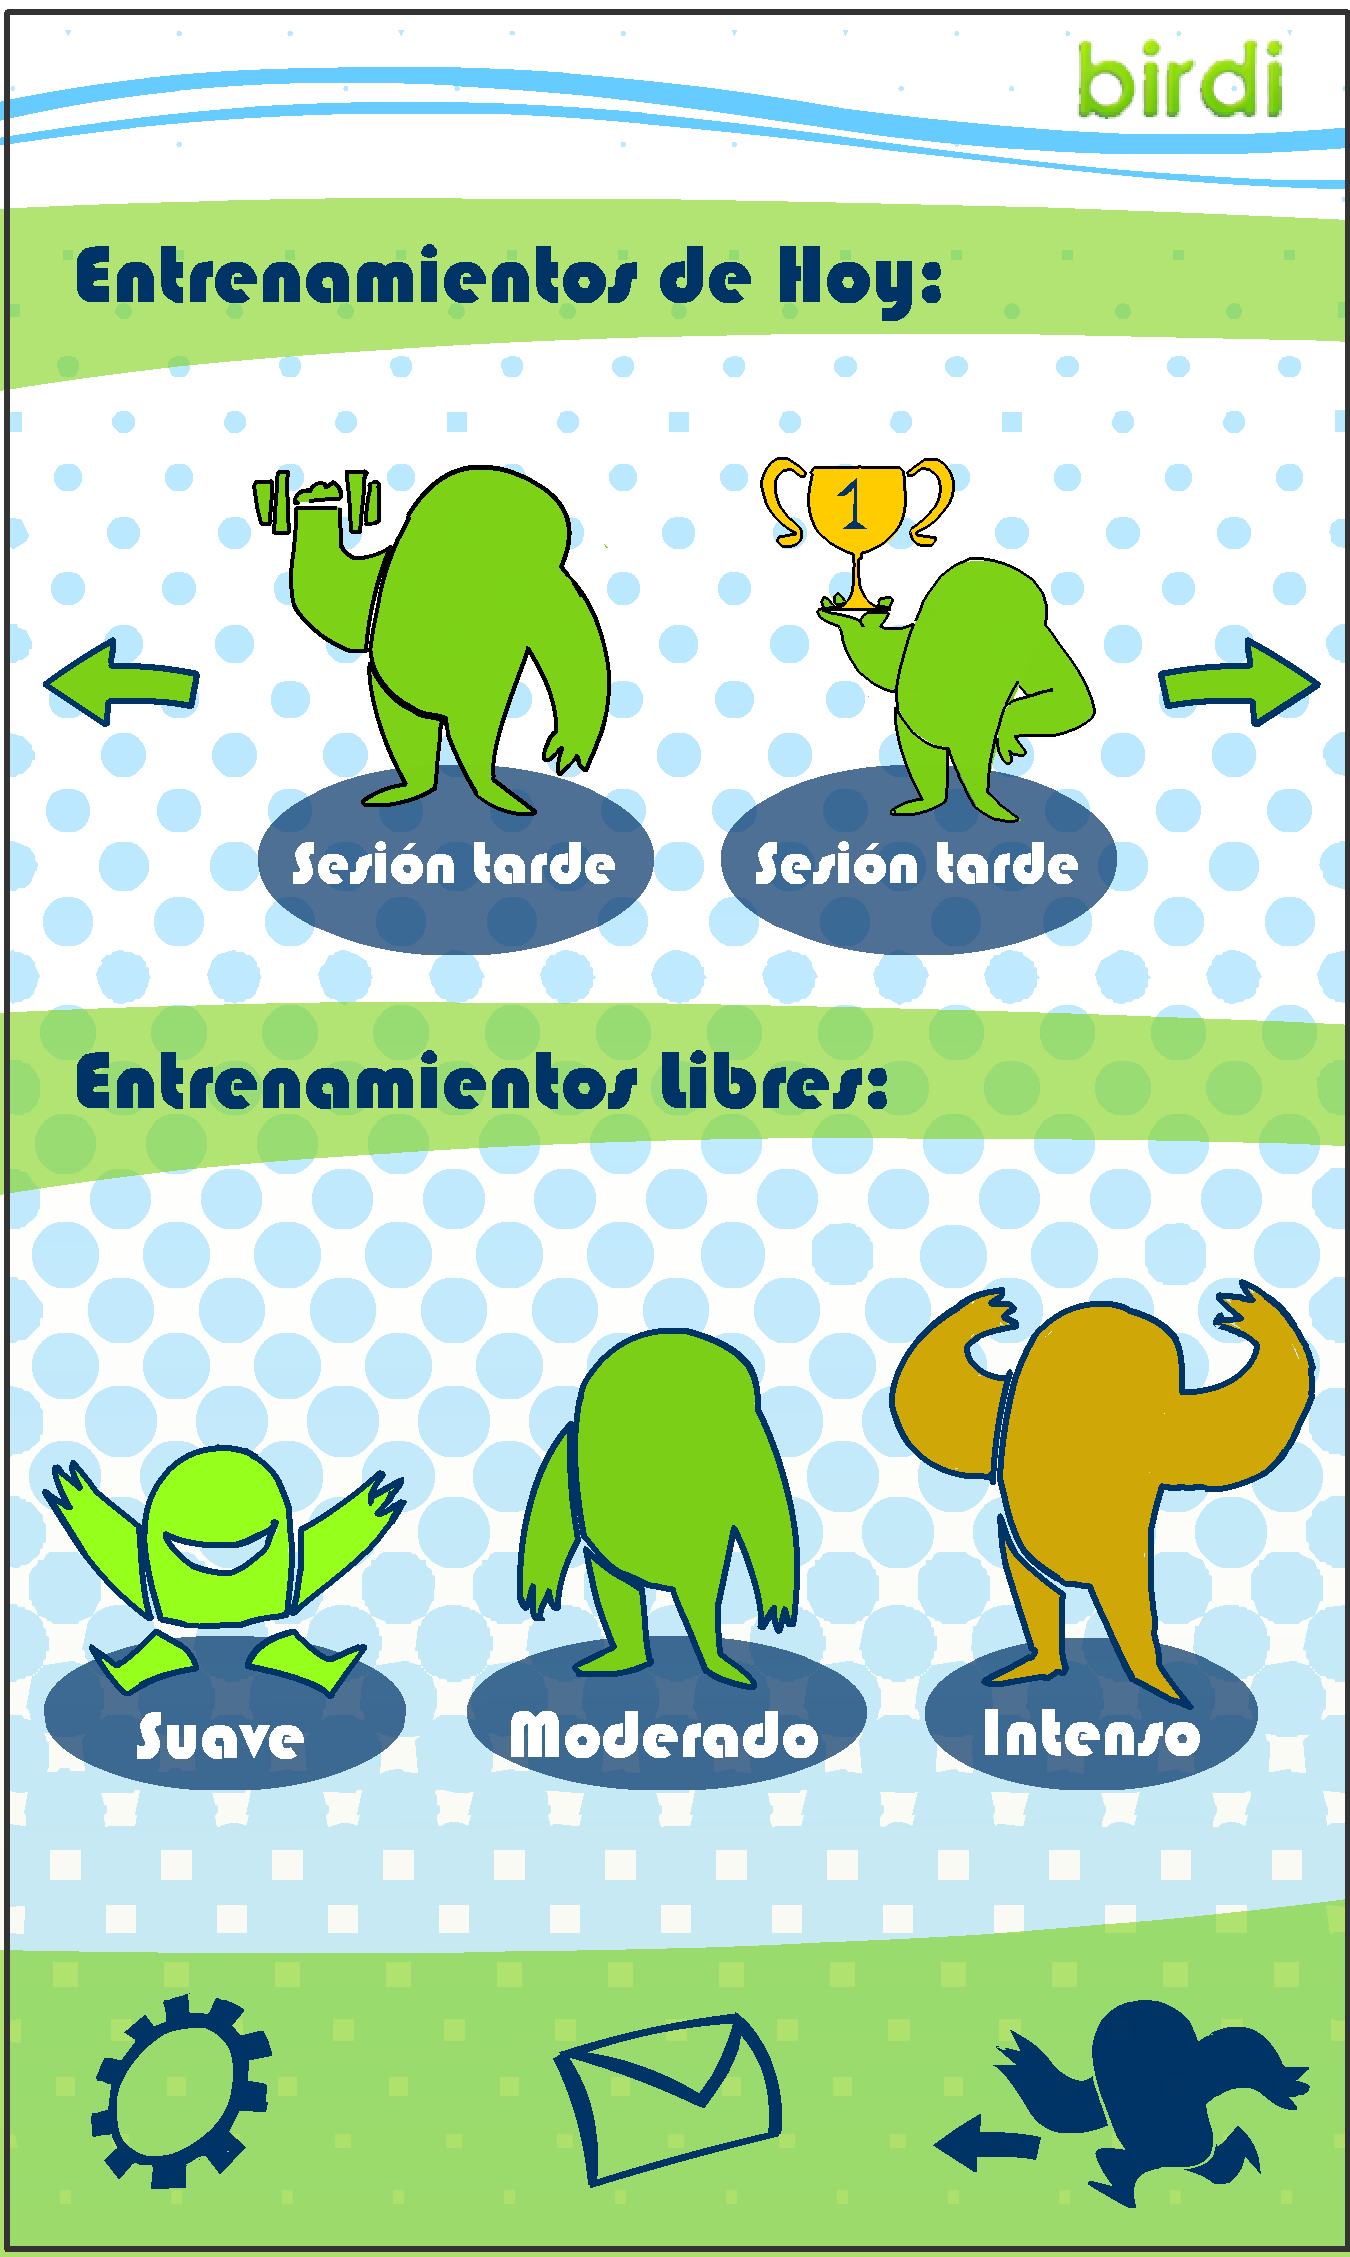 birdi
Entrenamientos de Hoy:
1
Sesión tarde
Sesión tarde
Entrenamientos Libres:
Suave
Moderado
Intenso